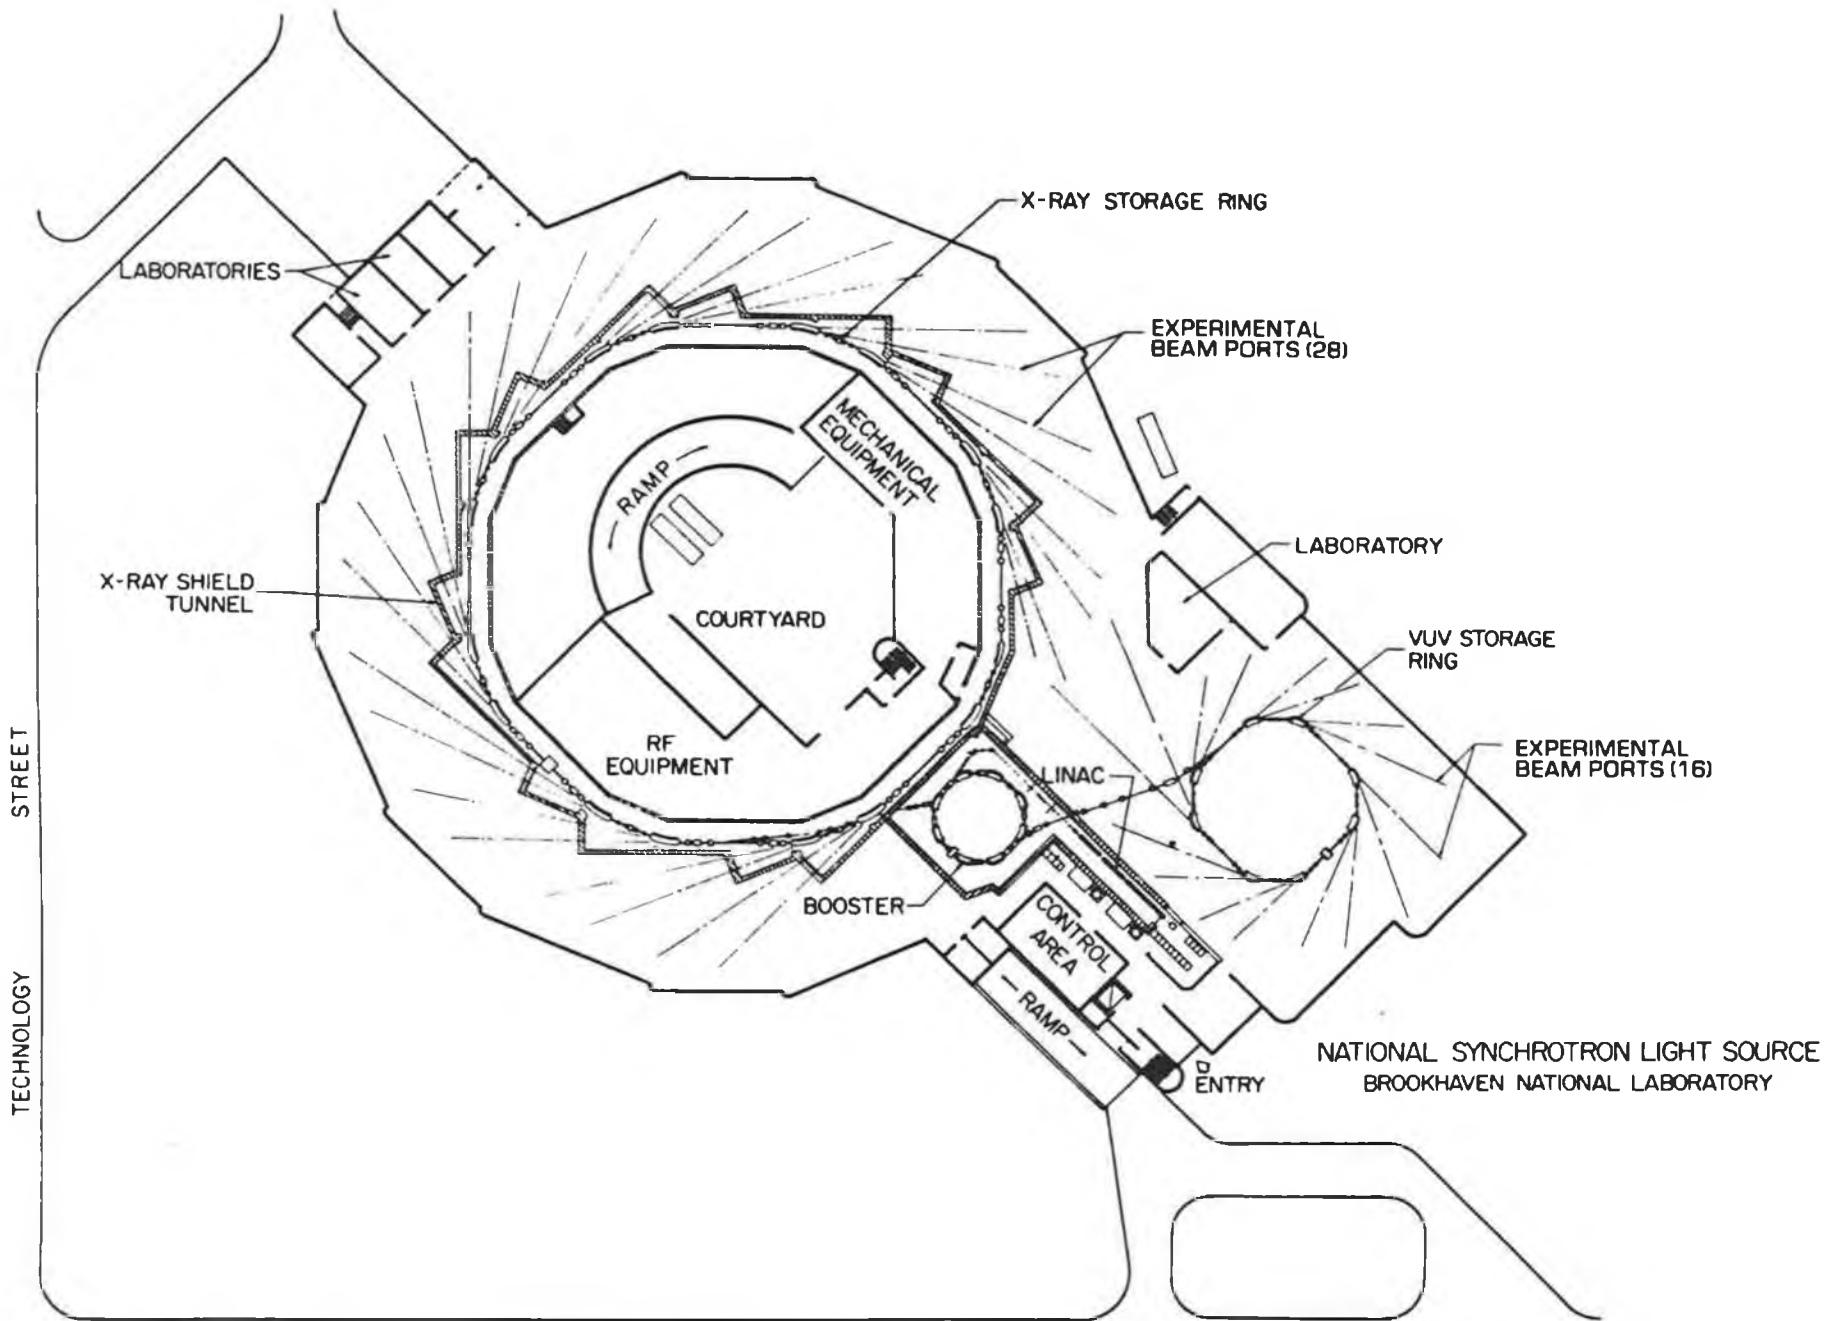 X-RAY STORAGE RING
LABORATORIES
EXPERIMENTAL
BEAM PORTS (28)
MECHANICAL
EQUIPMENT
RAMP
LABORATORY
X-RAY SHIELD
TUNNEL
COURTYARD
VUV STORAGE
RING
RF
EQUIPMENT
EXPERIMENTAL
BEAM PORTS (16)
LINAC
BOOSTER
CONTROL
AREA
RAMP
ENTRY
TECHNOLOGY STREET
NATIONAL SYNCHROTRON LIGHT SOURCE
BROOKHAVEN NATIONAL LABORATORY